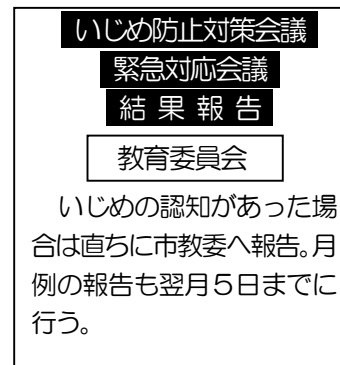 いじめ防止対策会議
緊急対応会議
結果報告
教育委員会
いじめの認知があった場
合は直ちに市教委へ報告。月
例の報告も翌月５日までに
行う。